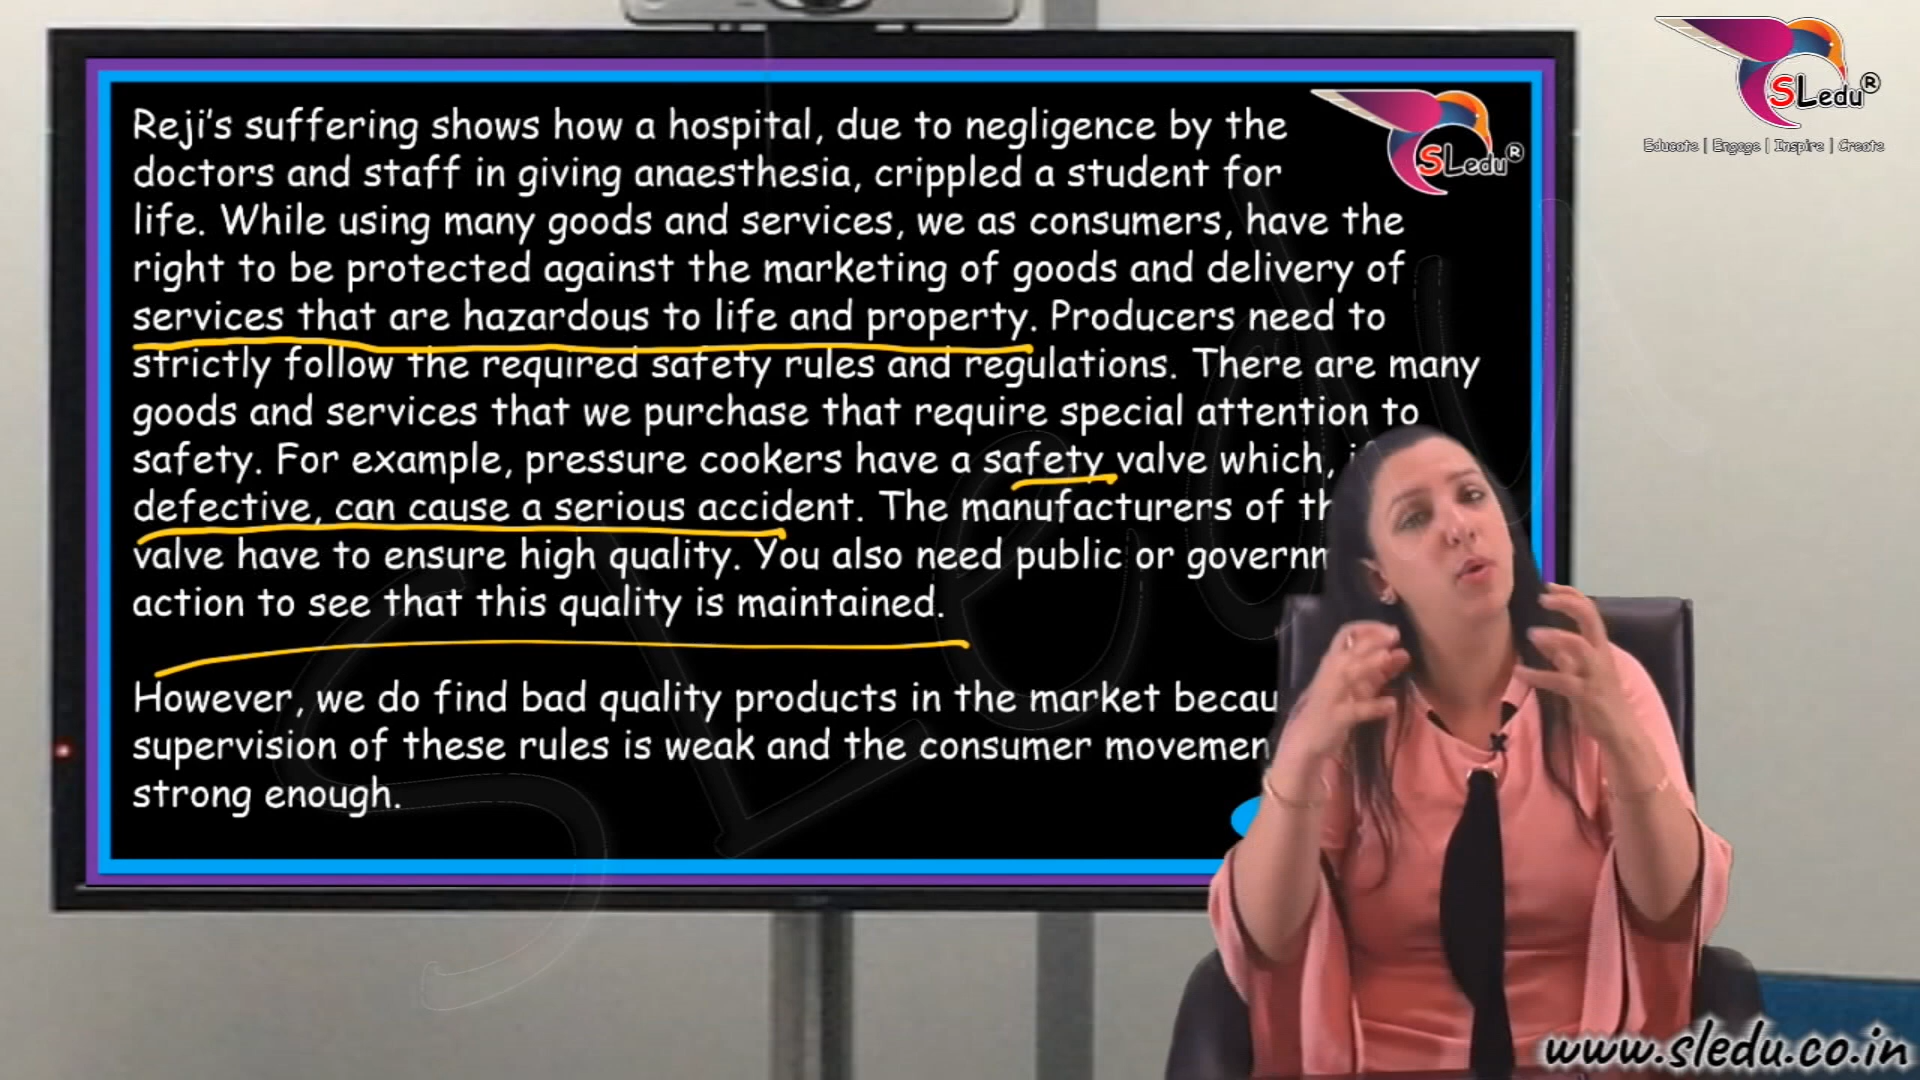 Reji's suffering shows how a hospital, due to negligence by the
doctors and staff in giving anaesthesia, crippled a student for
life. While using many goods and services, we as consumers, have the
right to be protected against the marketing of goods and delivery of
services that are hazardous to life and property. Producers need to
strictly follow the required safety rules and regulations. There are many
goods and services that we purchase that require special attention to
safety. For example, pressure cookers have a safety valve which,
defective, can cause a serious accident. The manufacturers of
valve have to ensure high quality. You also need public or
action to see that this quality is maintained.
However, we do find bad quality products in the market
supervision of these rules is weak and the consumer
strong enough.
SLedu®
SLedu®
Educate | Engage | Inspire | Create
SLedu
www.sledu.co.in